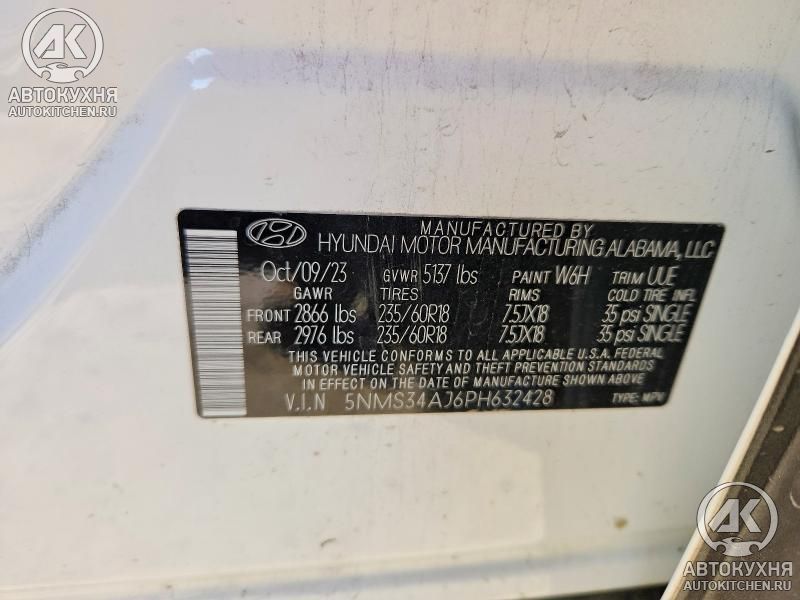 АВТОКУХНЯ
AUTOKITCHEN.RU
MANUFACTURED BY
HYUNDAI MOTOR MANUFACTURING ALABAMA, LLC
Oct/09/23 GVWR 5137 lbs PAINT W6H TRIM UUE
GAWR TIRES RIMS COLD TIRE INFL
FRONT 2866 lbs 235/60R18 7.5JX18 35 psi SINGLE
REAR 2976 lbs 235/60R18 7.5JX18 35 psi SINGLE
THIS VEHICLE CONFORMS TO ALL APPLICABLE U.S.A. FEDERAL
MOTOR VEHICLE SAFETY AND THEFT PREVENTION STANDARDS
IN EFFECT ON THE DATE OF MANUFACTURE SHOWN ABOVE.
V.I.N 5NMS34AJ6PH632428 TYPE: MPV
АВТОКУХНЯ
AUTOKITCHEN.RU